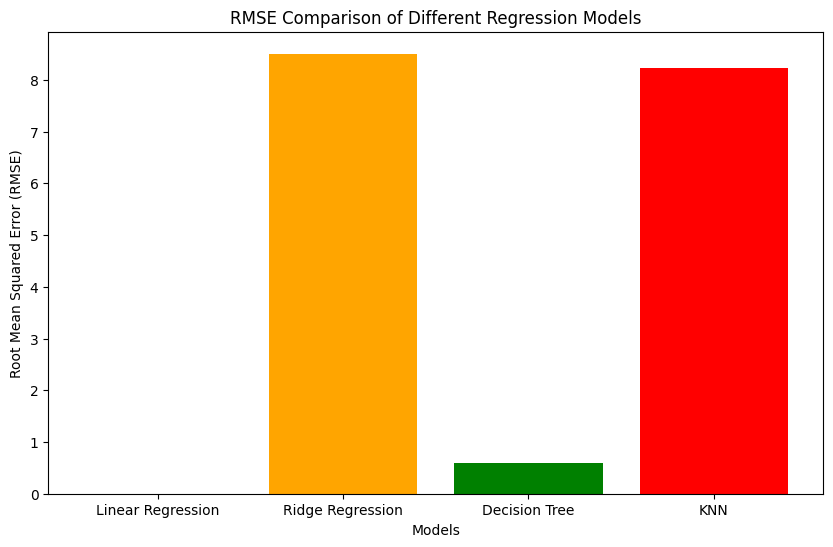 RMSE Comparison of Different Regression Models
Root Mean Squared Error (RMSE)
8
7
6
5
4
3
2
1
0
Linear Regression
Ridge Regression
Decision Tree
KNN
Models